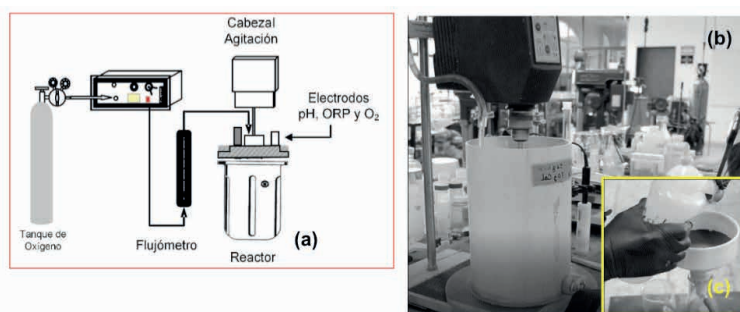 Cabezal
Agitación
Electrodos
pH, ORP y O₂
Tanque de
Oxígeno
Flujómetro
Reactor
(a)
(b)
(c)